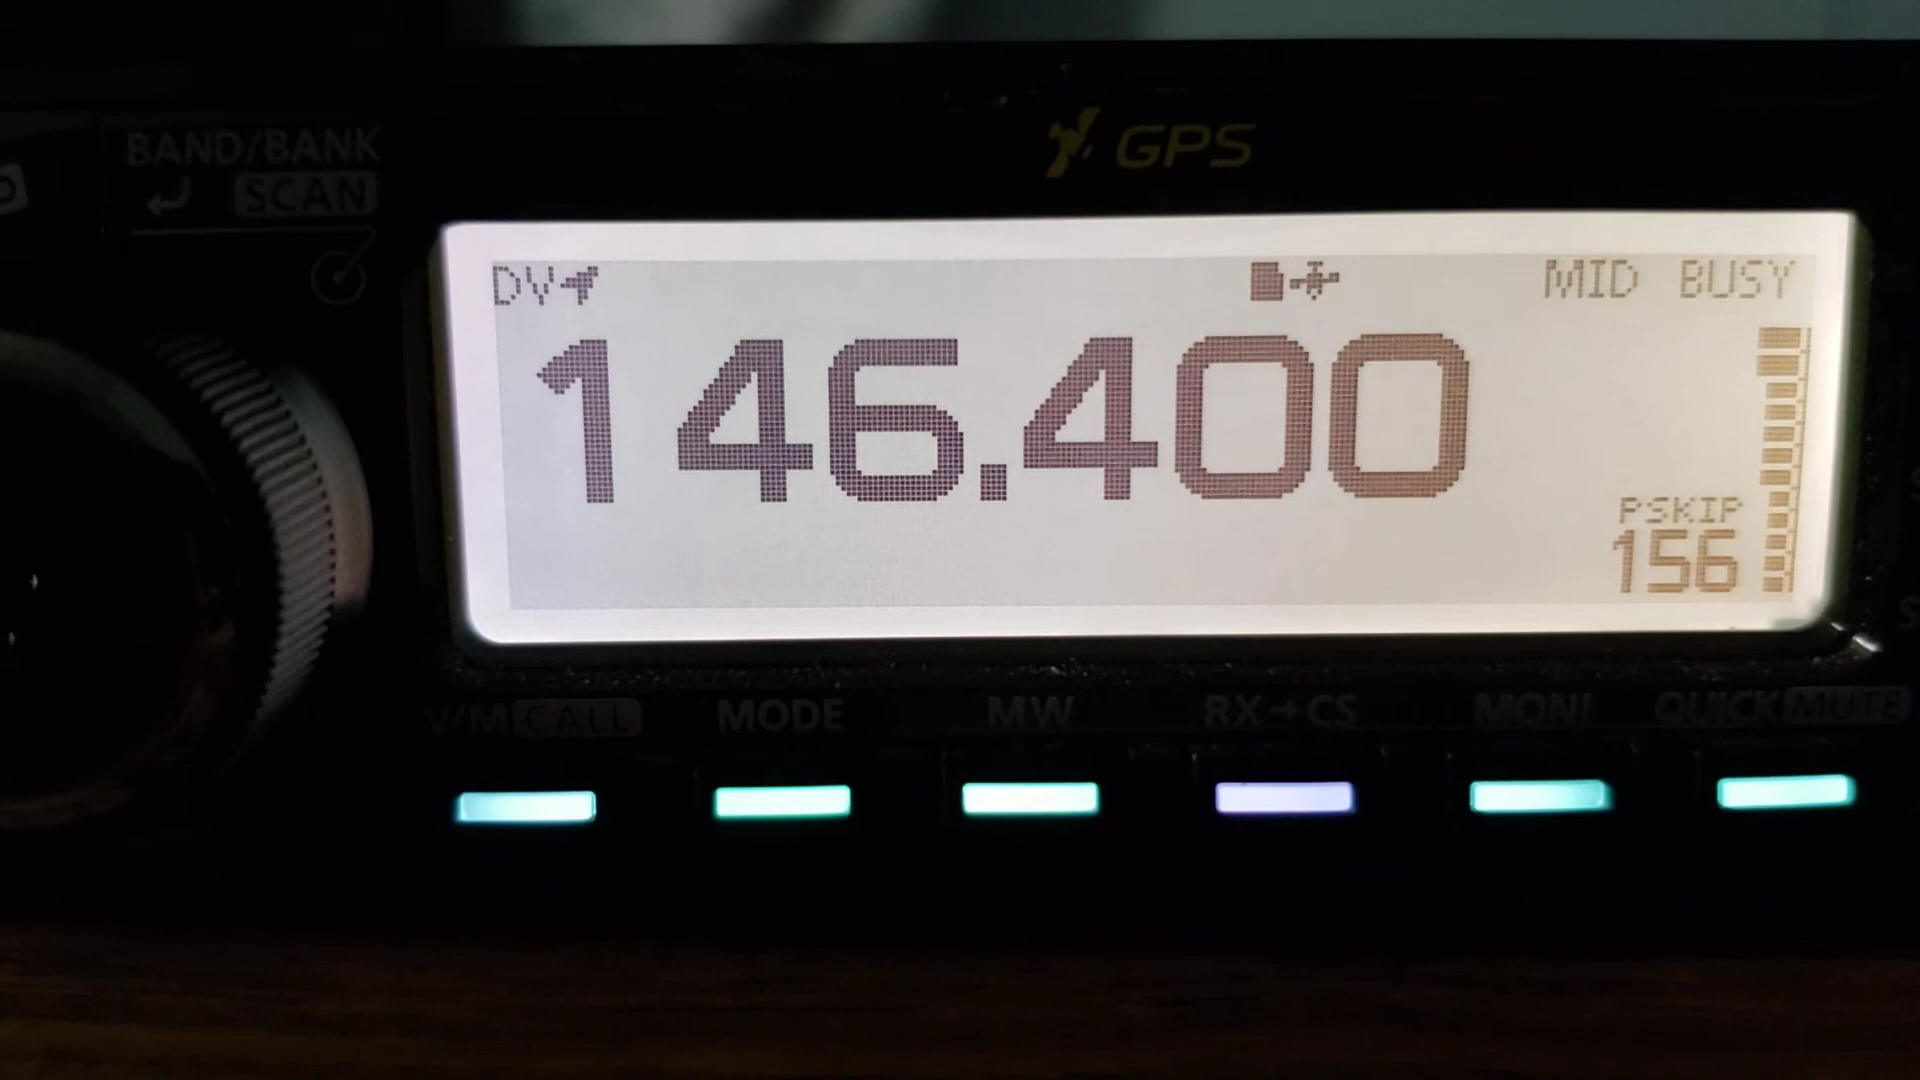 BAND/BANK
SCAN
GPS
DV
MID BUSY
146.400
PSKIP
156
V/M CALL
MODE
MW
RX→CS
MONI
QUICK MUTE